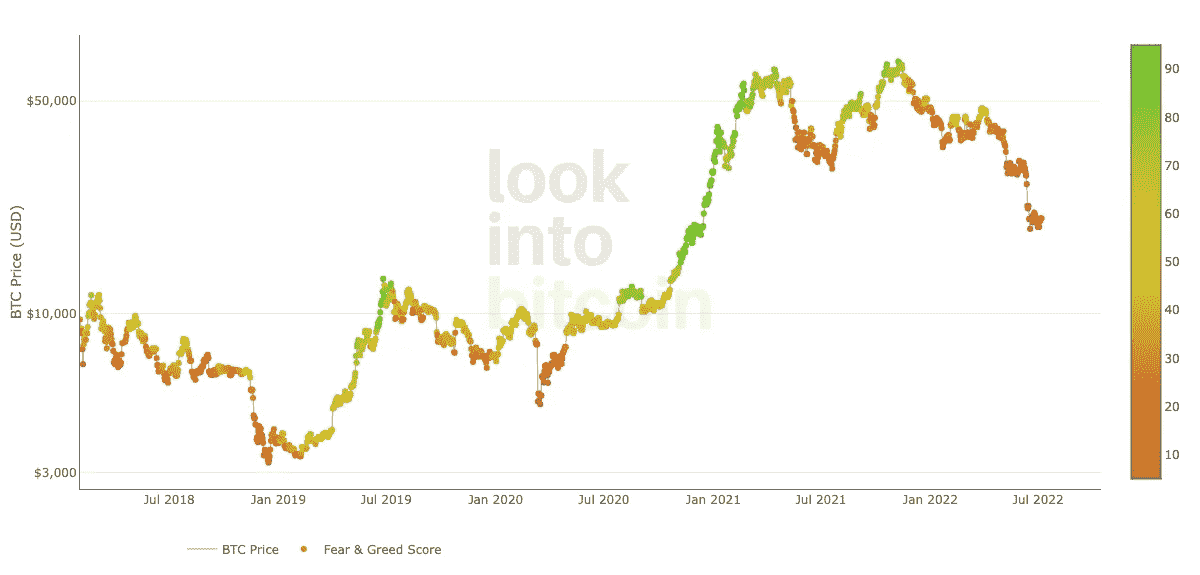 $50,000
$10,000
$3,000
BTC Price (USD)
look
into
bitcoin
Jul 2018
Jan 2019
Jul 2019
Jan 2020
Jul 2020
Jan 2021
Jul 2021
Jan 2022
Jul 2022
BTC Price
Fear & Greed Score
90
80
70
60
50
40
30
20
10